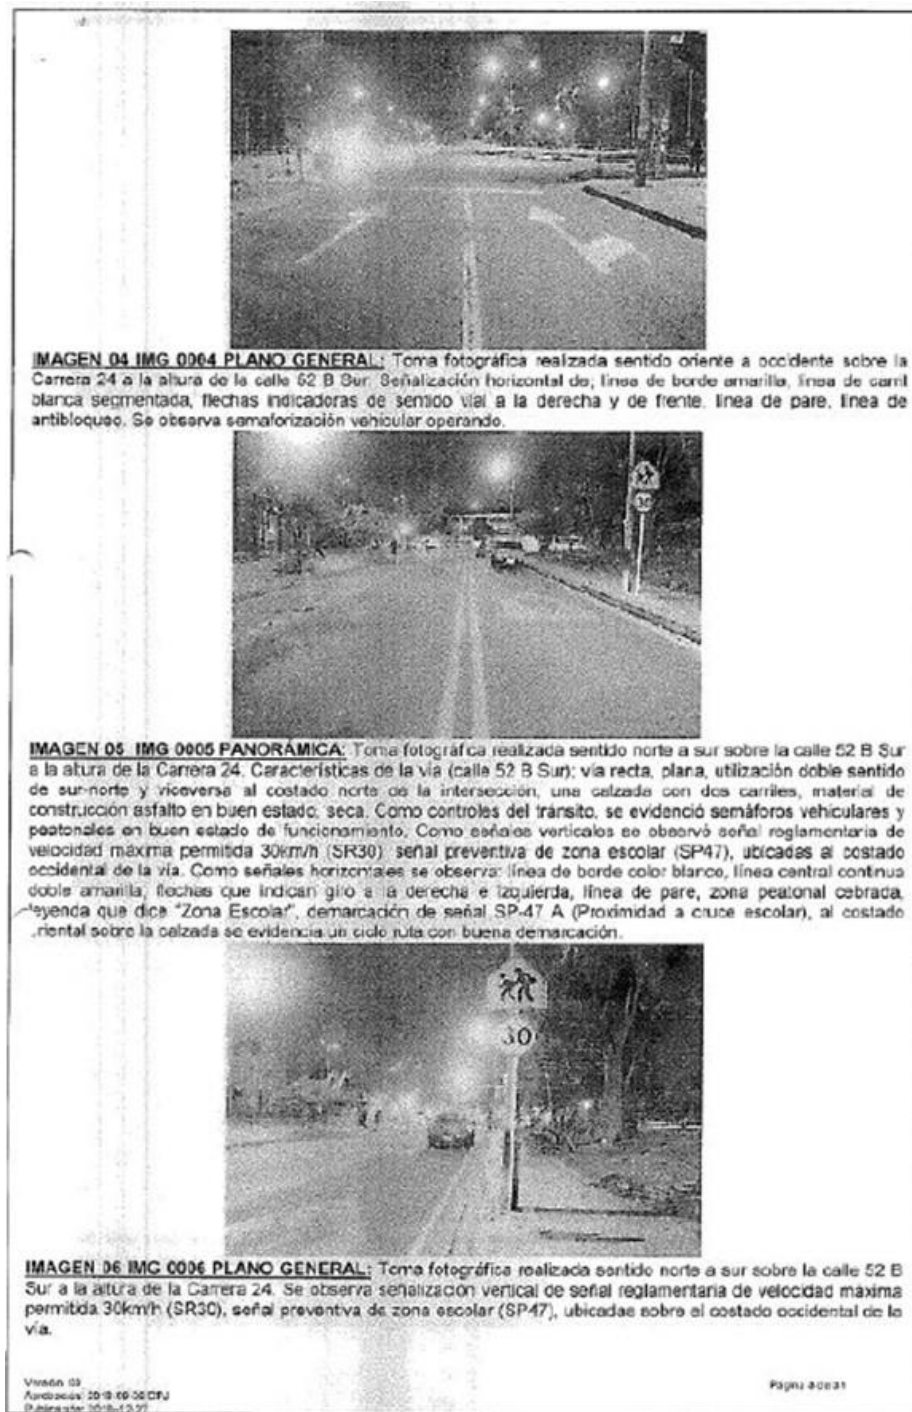 IMAGEN 04 IMG 0004 PLANO GENERAL: Toma fotográfica realizada sentido oriente a occidente sobre la
Carrera 24 a la altura de la calle 52 B Sur. Señalización horizontal de; línea de borde amarilla, línea de carril
blanca segmentada, flechas indicadoras de sentido vial a la derecha y de frente, línea de pare, línea de
antibloqueo. Se observa semaforización vehicular operando.
30
IMAGEN 05 IMG 0005 PANORÁMICA: Toma fotográfica realizada sentido norte a sur sobre la calle 52 B Sur
a la altura de la Carrera 24. Características de la vía (calle 52 B Sur): vía recta, plana, utilización doble sentido
de sur-norte y viceversa al costado norte de la intersección, una calzada con dos carriles, material de
construcción asfalto en buen estado, seca. Como controles del tránsito, se evidenció semáforos vehiculares y
peatonales en buen estado de funcionamiento. Como señales verticales se observó señal reglamentaria de
velocidad máxima permitida 30km/h (SR30), señal preventiva de zona escolar (SP47), ubicadas al costado
occidental de la vía. Como señales horizontales se observa: línea de borde color blanco, línea central continua
doble amarilla, flechas que indican giro a la derecha e izquierda, línea de pare, zona peatonal cebrada,
leyenda que dice "Zona Escolar", demarcación de señal SP-47 A (Proximidad a cruce escolar), al costado
oriental sobre la calzada se evidencia un ciclo ruta con buena demarcación.
30
IMAGEN 06 IMG 0006 PLANO GENERAL: Toma fotográfica realizada sentido norte a sur sobre la calle 52 B
Sur a la altura de la Carrera 24. Se observa señalización vertical de señal reglamentaria de velocidad máxima
permitida 30km/h (SR30), señal preventiva de zona escolar (SP47), ubicadas sobre el costado occidental de la
vía.
Versión: 03
Página de 31